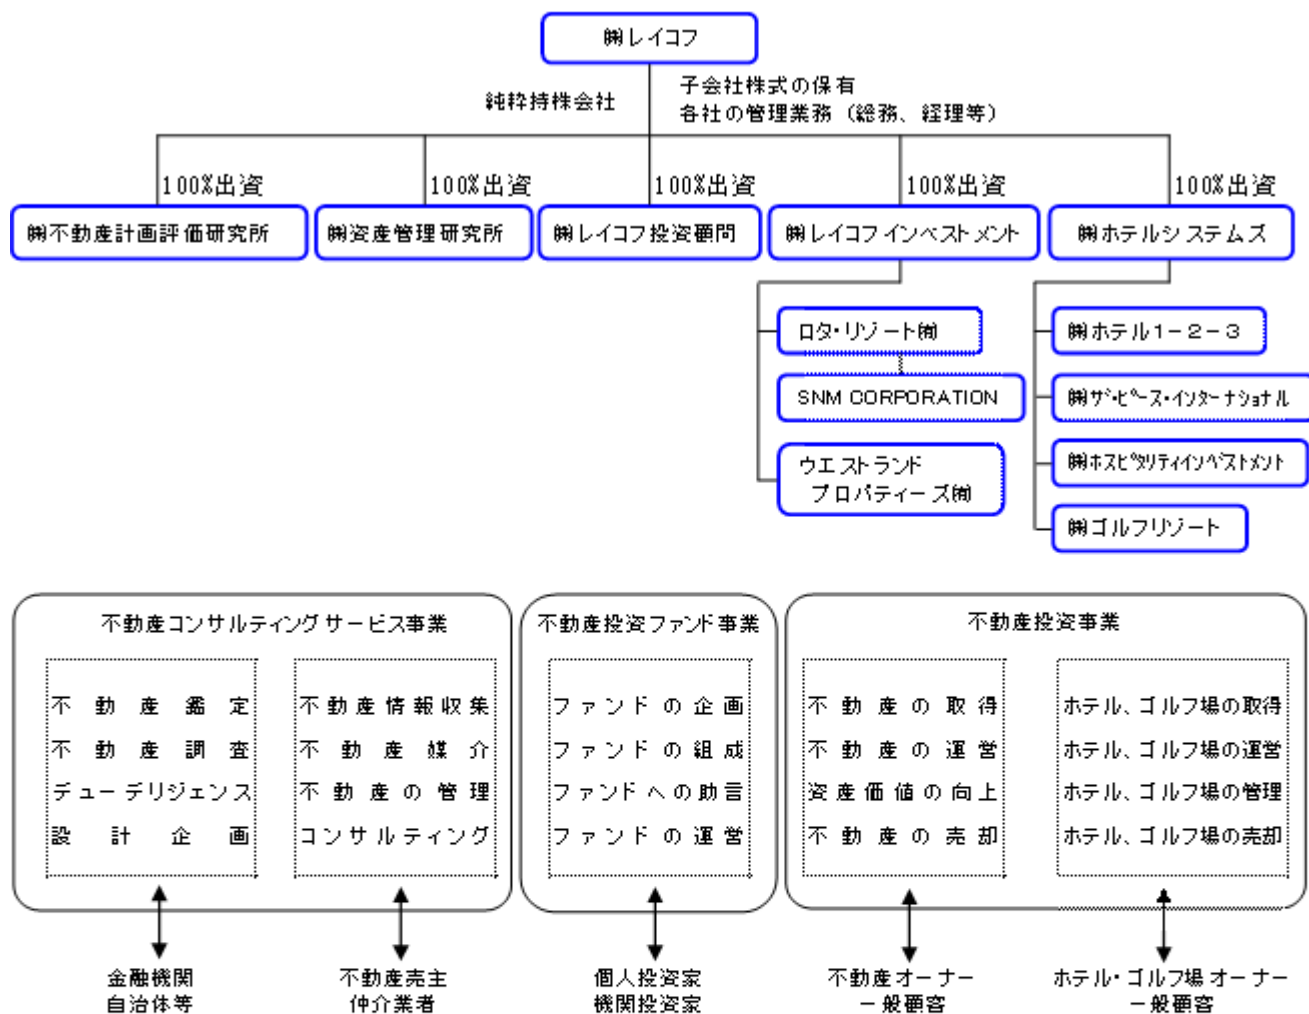 ㈱レイコフ
純粋持株会社
子会社株式の保有
各社の管理業務（総務、経理等）
100%出資
100%出資
100%出資
100%出資
100%出資
㈱不動産計画評価研究所
㈱資産管理研究所
㈱レイコフ投資顧問
㈱レイコフインベストメント
㈱ホテルシステムズ
ロタ・リゾート㈲
SNM CORPORATION
ウエストランド
プロパティーズ㈲
㈱ホテル１－２－３
㈱ザ・ピース・インターナショナル
㈱ホスピタリティインベストメント
㈱ゴルフリゾート
不動産コンサルティングサービス事業
不動産鑑定
不動産調査
デューデリジェンス
設計企画
不動産情報収集
不動産媒介
不動産の管理
コンサルティング
不動産投資ファンド事業
ファンドの企画
ファンドの組成
ファンドへの助言
ファンドの運営
不動産投資事業
不動産の取得
不動産の運営
資産価値の向上
不動産の売却
ホテル、ゴルフ場の取得
ホテル、ゴルフ場の運営
ホテル、ゴルフ場の管理
ホテル、ゴルフ場の売却
金融機関
自治体等
不動産売主
仲介業者
個人投資家
機関投資家
不動産オーナー
一般顧客
ホテル・ゴルフ場オーナー
一般顧客